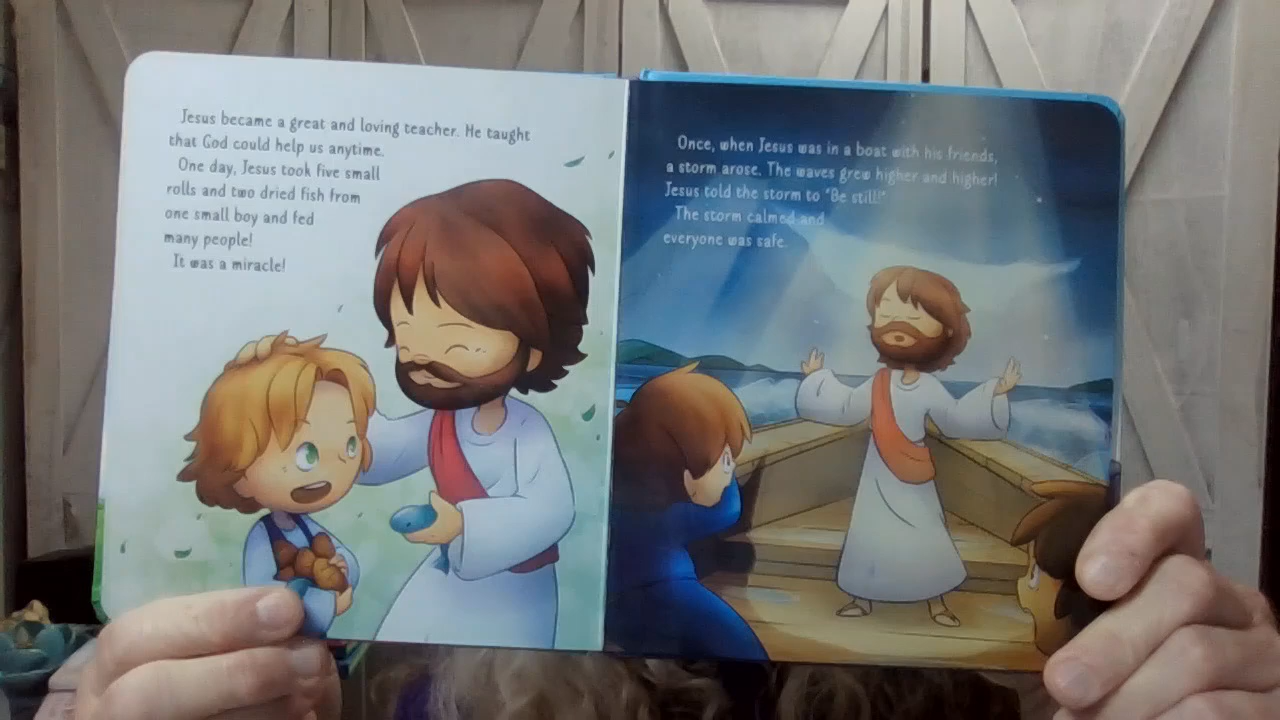 Jesus became a great and loving teacher. He taught
that God could help us anytime.
One day, Jesus took five small
rolls and two dried fish from
one small boy and fed
many people!
It was a miracle!
Once, when Jesus was in a boat with his friends,
a storm arose. The waves grew higher and higher!
Jesus told the storm to "Be still!"
The storm calmed and
everyone was safe.